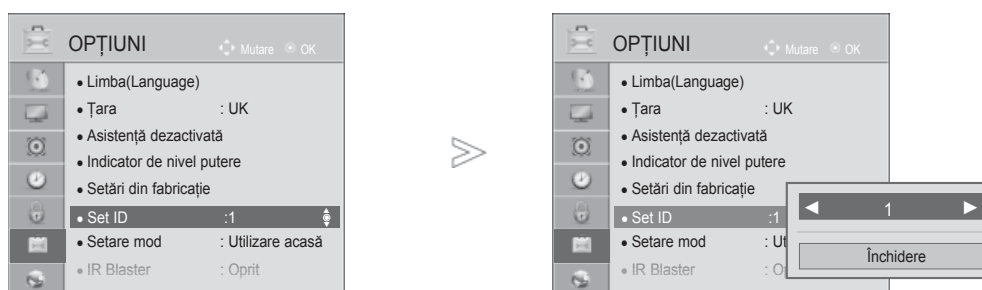 OPȚIUNI Mutare OK
• Limba(Language)
• Țara : UK
• Asistență dezactivată
• Indicator de nivel putere
• Setări din fabricație
• Set ID :1
• Setare mod : Utilizare acasă
• IR Blaster : Oprit
OPȚIUNI Mutare OK
• Limba(Language)
• Țara : UK
• Asistență dezactivată
• Indicator de nivel putere
• Setări din fabricație
• Set ID :1
• Setare mod : Ut
• IR Blaster : O
◄ 1 ►
Închidere